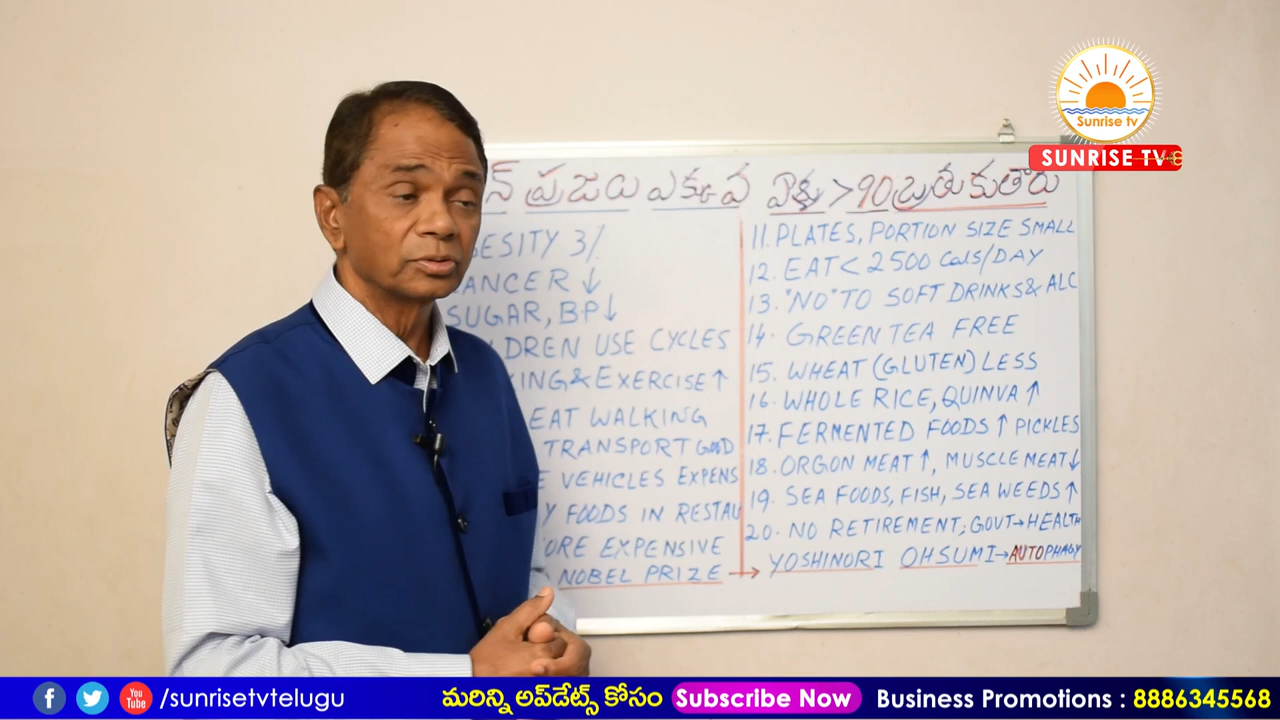 Sunrise tv
SUNRISE TV
న్ ప్రజలు ఎక్కువ ఏళ్ళు >90 బ్రతుకుతారు
ESITY 3%
ANCER ↓
SUGAR, BP↓
LDREN USE CYCLES
KING & EXERCISE ↑
EAT WALKING
TRANSPORT GOOD
E VEHICLES EXPENS
Y FOODS IN RESTAU
ORE EXPENSIVE
NOBEL PRIZE →
11. PLATES, PORTION SIZE SMALL
12. EAT < 2500 Cals/DAY
13. "NO" TO SOFT DRINKS & ALC
14. GREEN TEA FREE
15. WHEAT (GLUTEN) LESS
16. WHOLE RICE, QUINVA ↑
17. FERMENTED FOODS ↑ PICKLES
18. ORGON MEAT ↑, MUSCLE MEAT ↓
19. SEA FOODS, FISH, SEA WEEDS ↑
20. NO RETIREMENT; GOVT → HEALTH
YOSHINORI OHSUMI → AUTOPHAGY
You Tube /sunrisetvtelugu మరిన్ని అప్‌డేట్స్ కోసం Subscribe Now Business Promotions : 8886345568